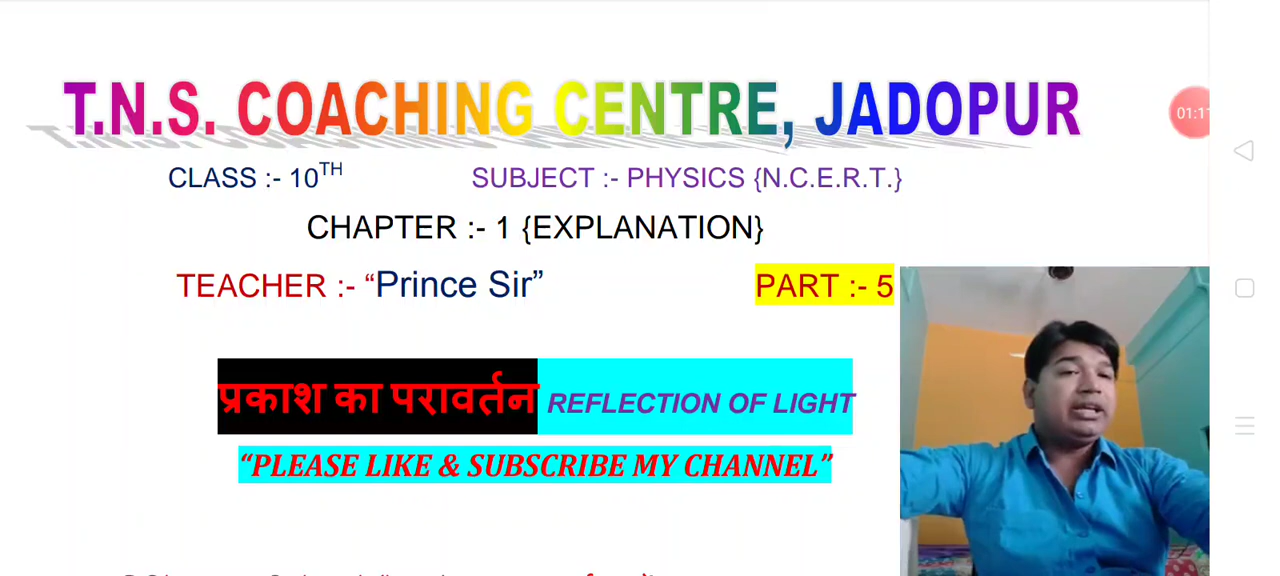 T.N.S. COACHING CENTRE, JADOPUR
01:11
CLASS :- 10TH SUBJECT :- PHYSICS {N.C.E.R.T.}
CHAPTER :- 1 {EXPLANATION}
TEACHER :- “Prince Sir” PART :- 5
प्रकाश का परावर्तन REFLECTION OF LIGHT
“PLEASE LIKE & SUBSCRIBE MY CHANNEL”